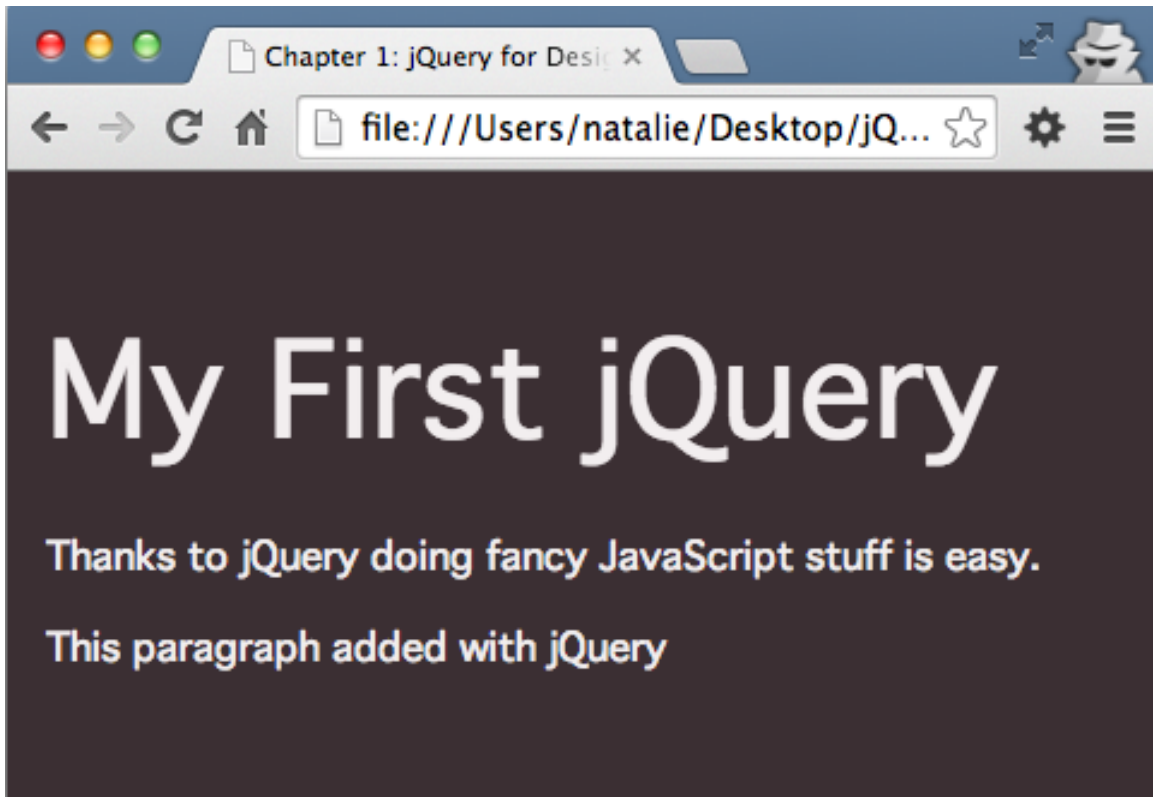 Chapter 1: jQuery for Desig
file:///Users/natalie/Desktop/jQ...
My First jQuery
Thanks to jQuery doing fancy JavaScript stuff is easy.
This paragraph added with jQuery